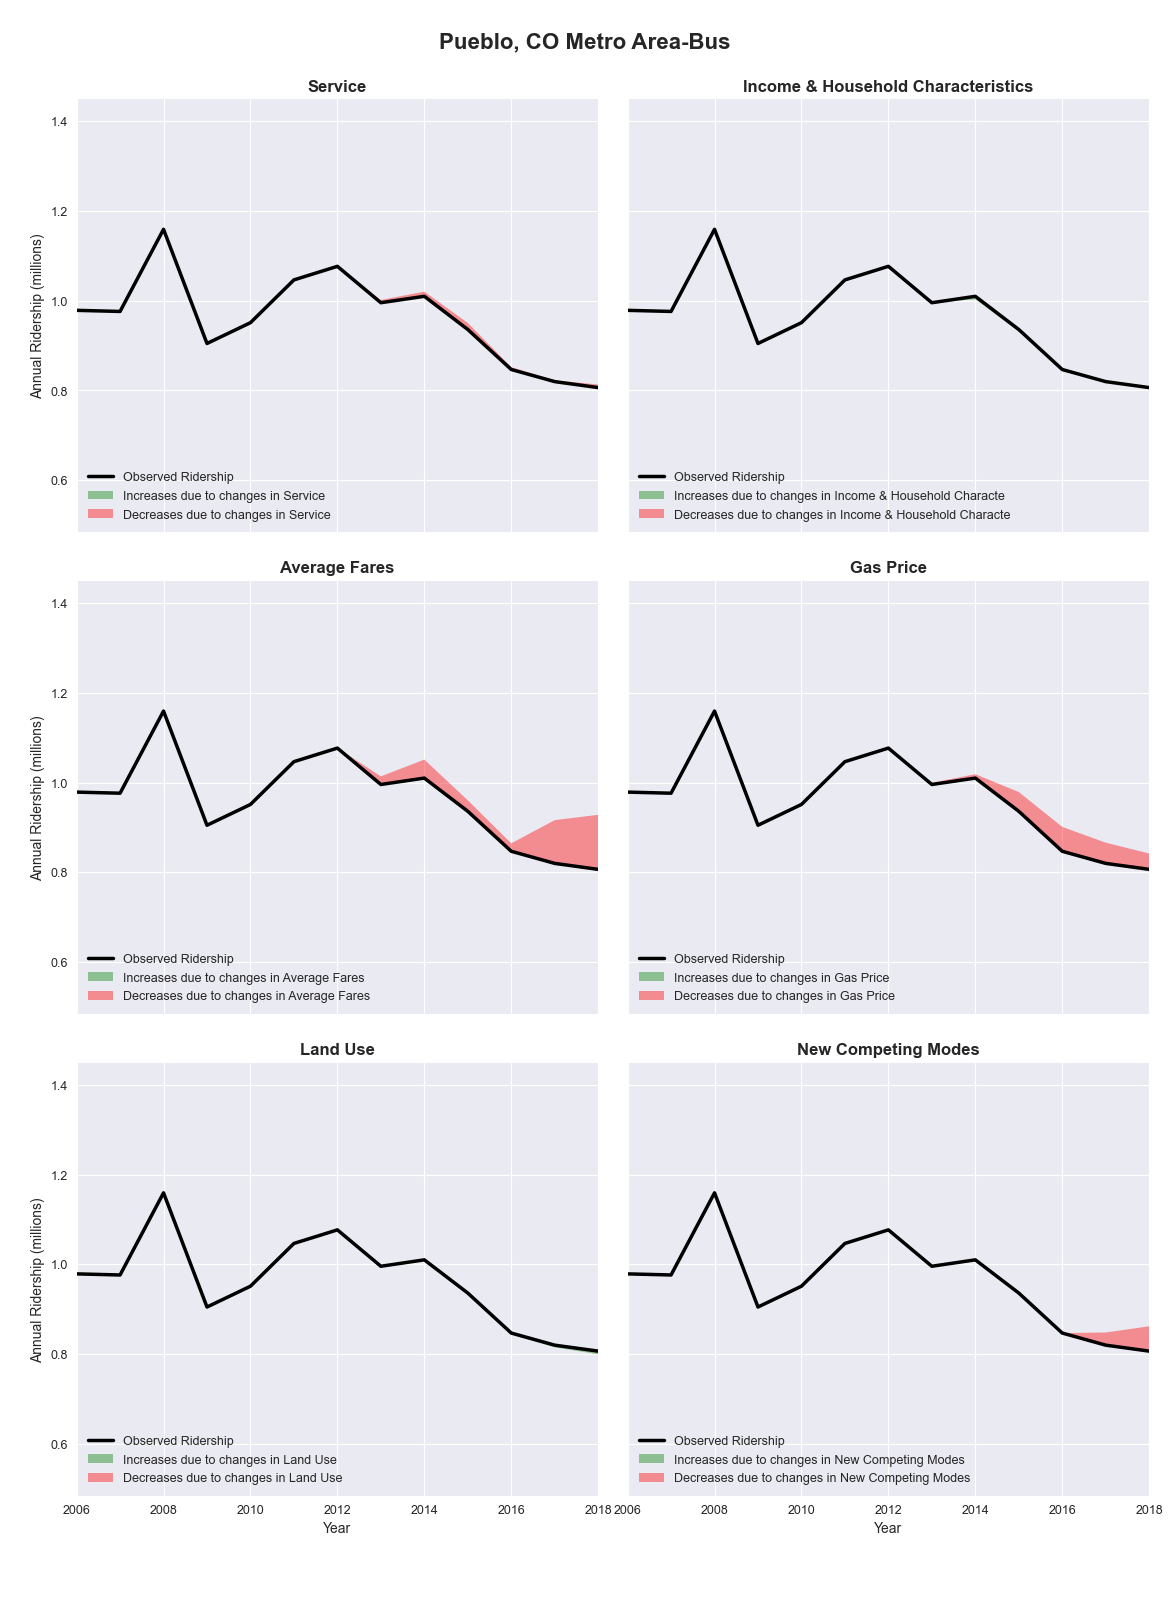 Pueblo, CO Metro Area-Bus
Service
Income & Household Characteristics
1.4
1.2
1.0
0.8
0.6
Annual Ridership (millions)
Observed Ridership
Increases due to changes in Service
Decreases due to changes in Service
Observed Ridership
Increases due to changes in Income & Household Characte
Decreases due to changes in Income & Household Characte
Average Fares
Gas Price
1.4
1.2
1.0
0.8
0.6
Annual Ridership (millions)
Observed Ridership
Increases due to changes in Average Fares
Decreases due to changes in Average Fares
Observed Ridership
Increases due to changes in Gas Price
Decreases due to changes in Gas Price
Land Use
New Competing Modes
1.4
1.2
1.0
0.8
0.6
Annual Ridership (millions)
Observed Ridership
Increases due to changes in Land Use
Decreases due to changes in Land Use
Observed Ridership
Increases due to changes in New Competing Modes
Decreases due to changes in New Competing Modes
2006 2008 2010 2012 2014 2016 2018
2006 2008 2010 2012 2014 2016 2018
Year
Year